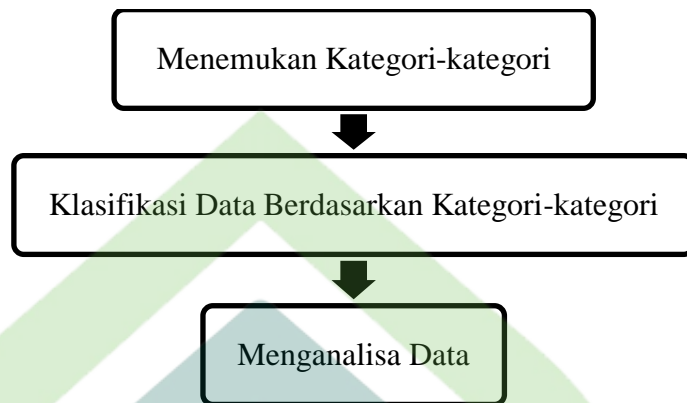 Menemukan Kategori-kategori
Klasifikasi Data Berdasarkan Kategori-kategori
Menganalisa Data